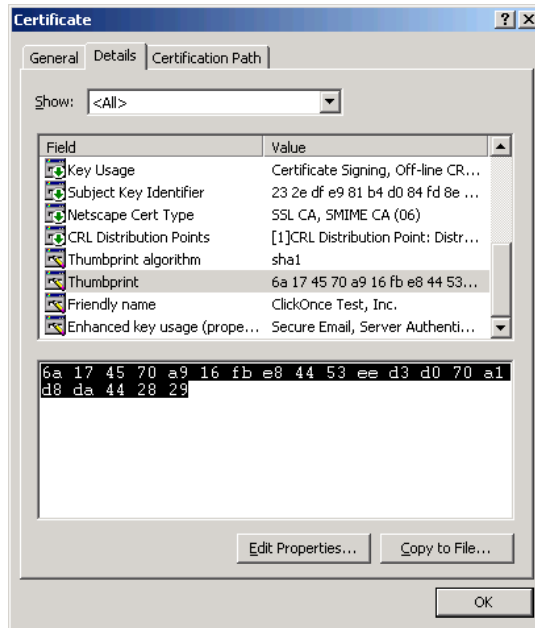 Certificate
General Details Certification Path
Show: <All>
Field Value
Key Usage Certificate Signing, Off-line CR...
Subject Key Identifier 23 2e df e9 81 b4 d0 84 fd 8e ...
Netscape Cert Type SSL CA, SMIME CA (06)
CRL Distribution Points [1]CRL Distribution Point: Distr...
Thumbprint algorithm sha1
Thumbprint 6a 17 45 70 a9 16 fb e8 44 53...
Friendly name ClickOnce Test, Inc.
Enhanced key usage (prope... Secure Email, Server Authenti...
6a 17 45 70 a9 16 fb e8 44 53 ee d3 d0 70 a1
d8 da 44 28 29
Edit Properties... Copy to File...
OK